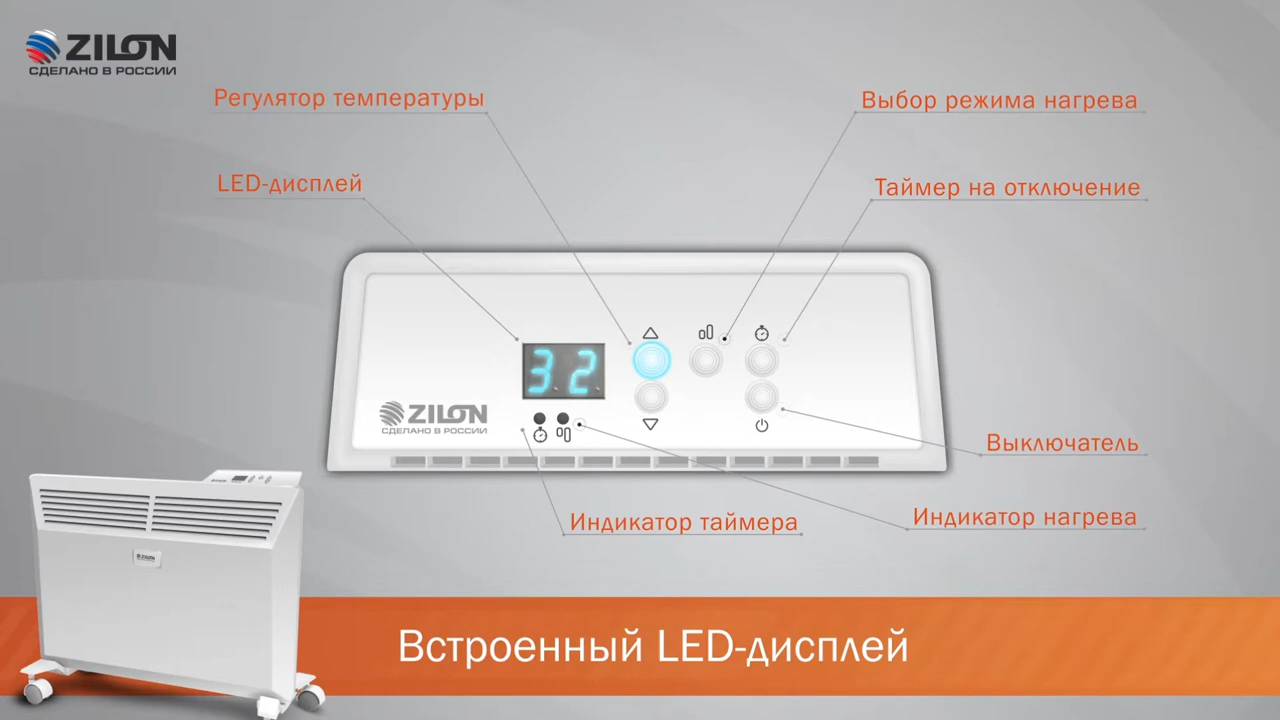 ZILON
СДЕЛАНО В РОССИИ
Регулятор температуры
Выбор режима нагрева
LED-дисплей
Таймер на отключение
32
ZILON
СДЕЛАНО В РОССИИ
Выключатель
Индикатор таймера
Индикатор нагрева
ZILON
Встроенный LED-дисплей